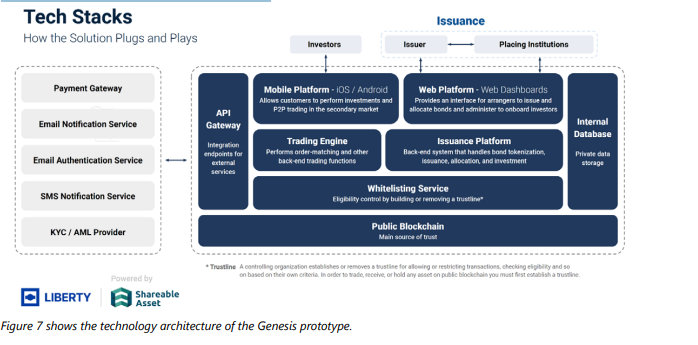 Tech Stacks
How the Solution Plugs and Plays
Issuance
Investors
Issuer
Placing Institutions
Payment Gateway
Email Notification Service
Email Authentication Service
SMS Notification Service
KYC / AML Provider
API
Gateway
Integration
endpoints for
external
services
Mobile Platform - iOS / Android
Allows customers to perform investments and
P2P trading in the secondary market
Web Platform - Web Dashboards
Provides an interface for arrangers to issue and
allocate bonds and administer to onboard investors
Trading Engine
Performs order-matching and other
back-end trading functions
Issuance Platform
Back-end system that handles bond tokenization,
issuance, allocation, and investment
Internal
Database
Private data
storage
Whitelisting Service
Eligibility control by building or removing a trustline*
Public Blockchain
Main source of trust
* Trustline A controlling organization establishes or removes a trustline for allowing or restricting transactions, checking eligibility and so
on based on their own criteria. In order to trade, receive, or hold any asset on public blockchain you must first establish a trustline.
Powered by
LIBERTY
Shareable
Asset
Figure 7 shows the technology architecture of the Genesis prototype.